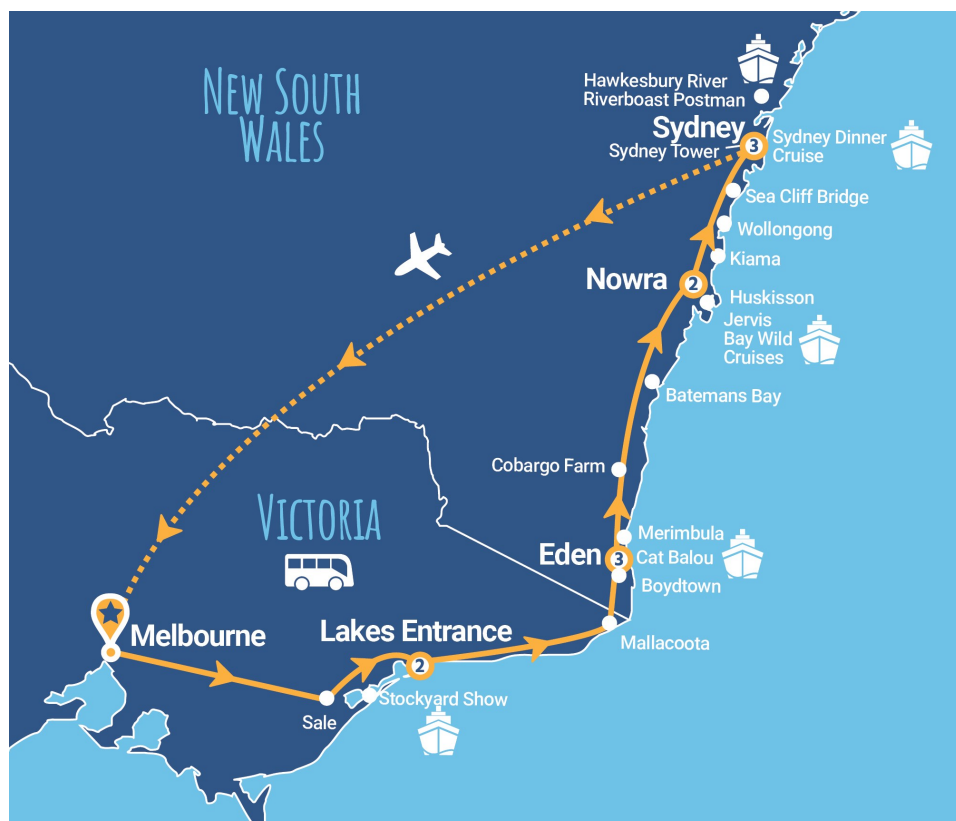 NEW SOUTH
WALES
Hawkesbury River
Riverboast Postman
Sydney
Sydney Tower
3
Sydney Dinner
Cruise
Sea Cliff Bridge
Wollongong
Kiama
Nowra
2
Huskisson
Jervis
Bay Wild
Cruises
Batemans Bay
Cobargo Farm
VICTORIA
Merimbula
Eden
3
Cat Balou
Boydtown
Melbourne
Lakes Entrance
2
Mallacoota
Sale
Stockyard Show